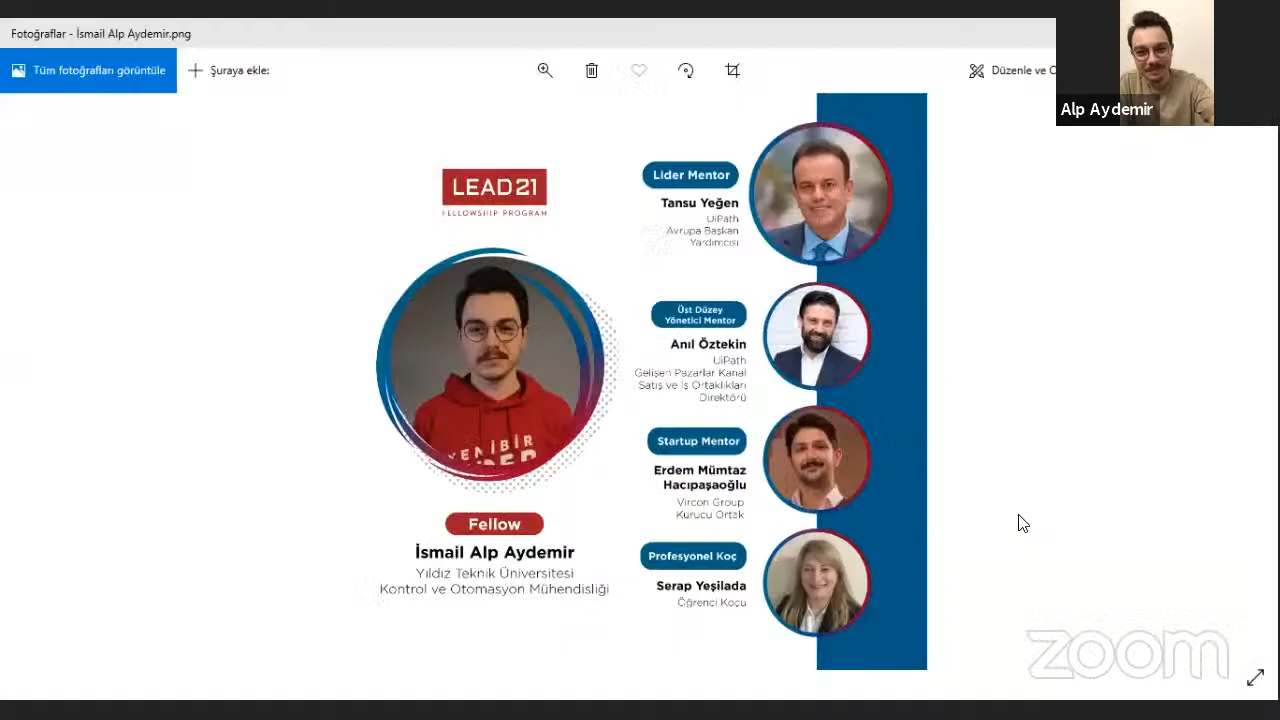 Fotoğraflar - İsmail Alp Aydemir.png
Tüm fotoğrafları görüntüle
Şuraya ekle:
Düzenle ve O
Alp Aydemir
LEAD21
FELLOWSHIP PROGRAM
YENİBİR
Fellow
İsmail Alp Aydemir
Yıldız Teknik Üniversitesi
Kontrol ve Otomasyon Mühendisliği
Lider Mentor
Tansu Yeğen
UiPath
Avrupa Başkan
Yardımcısı
Üst Düzey
Yönetici Mentor
Anıl Öztekin
UiPath
Gelişen Pazarlar Kanal
Satış ve İş Ortaklıkları
Direktörü
Startup Mentor
Erdem Mümtaz
Hacıpaşaoğlu
Vircon Group
Kurucu Ortak
Profesyonel Koç
Serap Yeşilada
Öğrenci Koçu
zoom